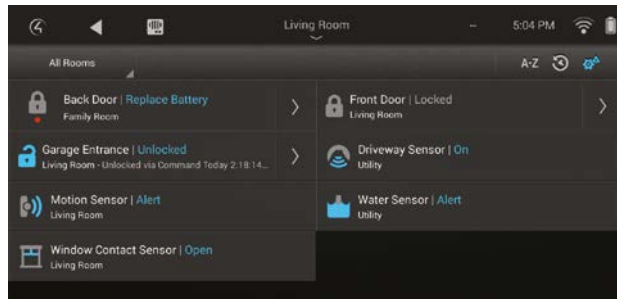 Living Room
--
5:04 PM
All Rooms
A-Z
Back Door | Replace Battery
Family Room
Front Door | Locked
Living Room
Garage Entrance | Unlocked
Living Room - Unlocked via Command Today 2:18:14...
Driveway Sensor | On
Utility
Motion Sensor | Alert
Living Room
Water Sensor | Alert
Utility
Window Contact Sensor | Open
Living Room